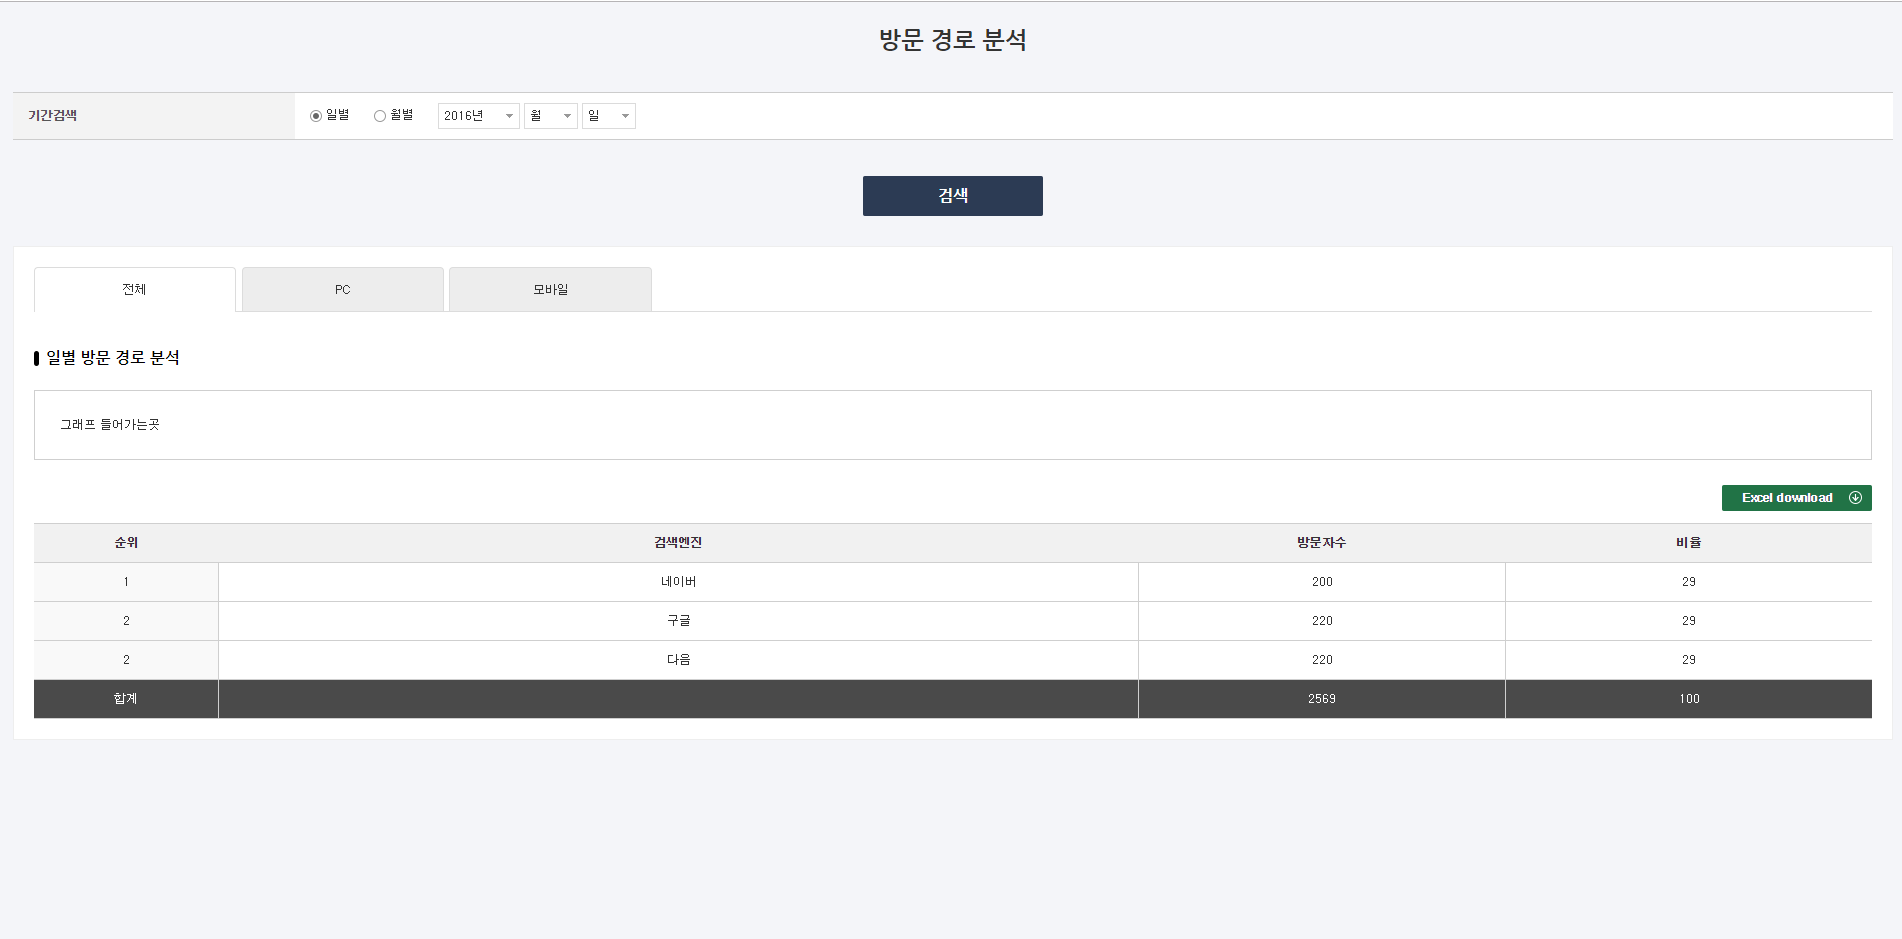 방문 경로 분석
기간검색 일별 월별 2016년 월 일
검색
전체 PC 모바일
일별 방문 경로 분석
그래프 들어가는곳
Excel download
순위 검색엔진 방문자수 비율
1 네이버 200 29
2 구글 220 29
2 다음 220 29
합계 2569 100